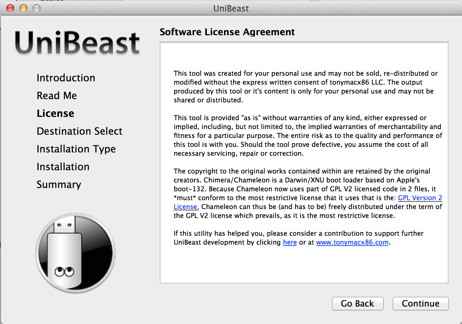 UniBeast
UniBeast
Introduction
Read Me
License
Destination Select
Installation Type
Installation
Summary
Software License Agreement
This tool was created for your personal use and may not be sold, re-distributed or
modified without the express written consent of tonymacx86 LLC. The output
produced by this tool or it's content is only for your personal use and may not be
shared or distributed.
This tool is provided "as is" without warranties of any kind, either expressed or
implied, including, but not limited to, the implied warranties of merchantability and
fitness for a particular purpose. The entire risk as to the quality and performance of
this tool is with you. Should the tool prove defective, you assume the cost of all
necessary servicing, repair or correction.
The copyright to the original works contained within are retained by the original
creators. Chimera/Chameleon is a Darwin/XNU boot loader based on Apple's
boot-132. Because Chameleon now uses part of GPL V2 licensed code in 2 files, it
*must* conform to the most restrictive license that it uses that is the: GPL Version 2
License, Chameleon can thus be (and has to be) freely distributed under the term of
the GPL V2 license which prevails, as it is the most restrictive license.
If this utility has helped you, please consider a contribution to support further
UniBeast development by clicking here or at www.tonymacx86.com.
Go Back
Continue